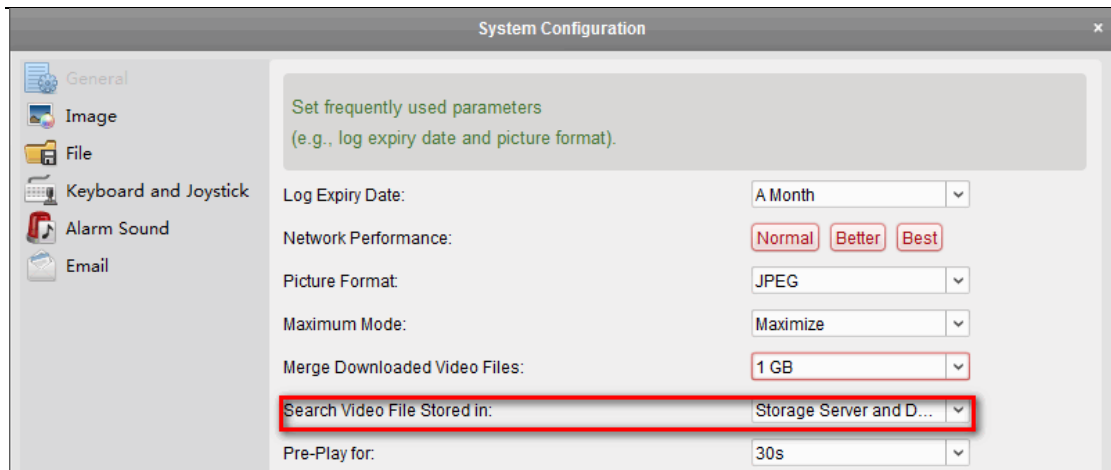 System Configuration ×
General
Image
File
Keyboard and Joystick
Alarm Sound
Email
Set frequently used parameters
(e.g., log expiry date and picture format).
Log Expiry Date: A Month
Network Performance: Normal Better Best
Picture Format: JPEG
Maximum Mode: Maximize
Merge Downloaded Video Files: 1 GB
Search Video File Stored in: Storage Server and D...
Pre-Play for: 30s